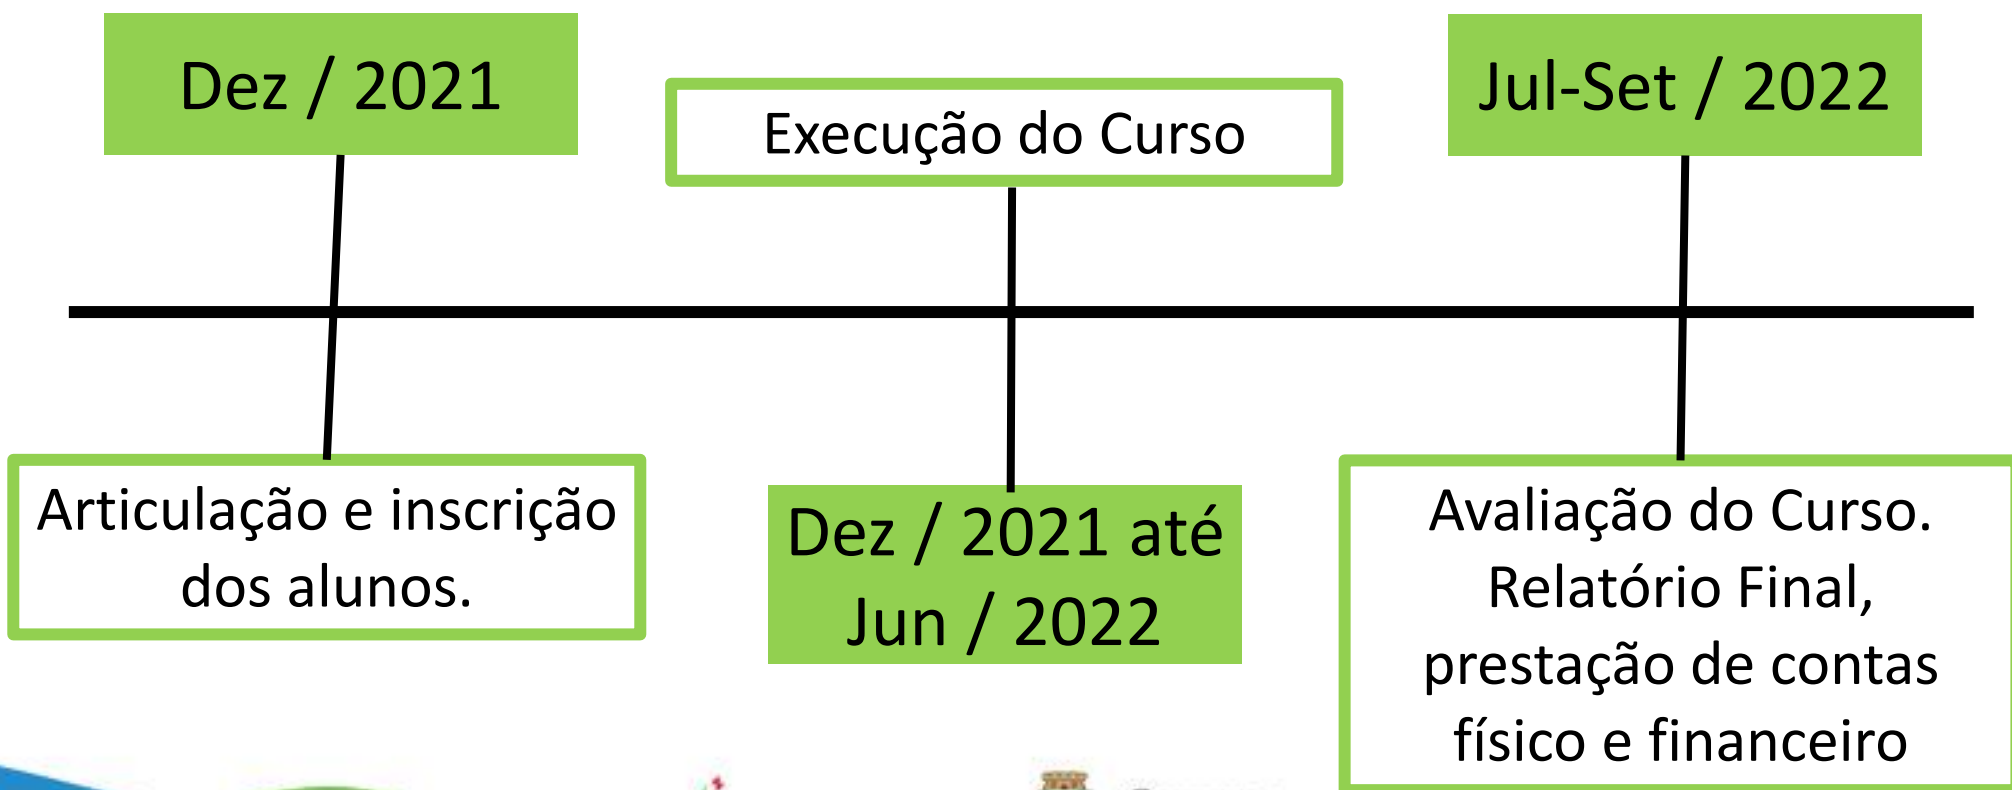 Dez / 2021
Articulação e inscrição
dos alunos.
Execução do Curso
Dez / 2021 até
Jun / 2022
Jul-Set / 2022
Avaliação do Curso.
Relatório Final,
prestação de contas
físico e financeiro